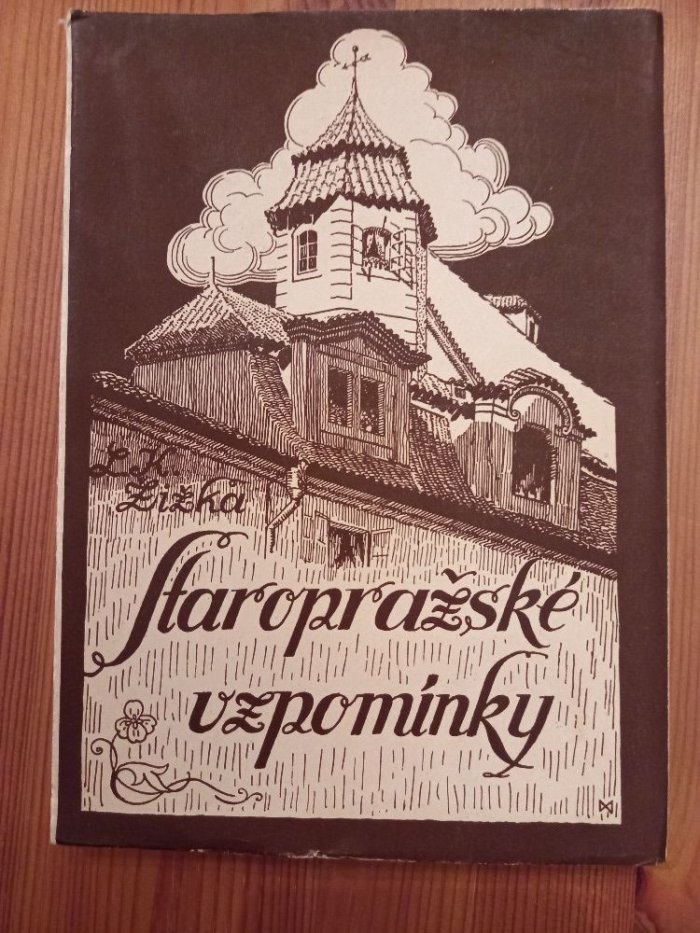 L. K.
Žižka
Staropražské
vzpomínky